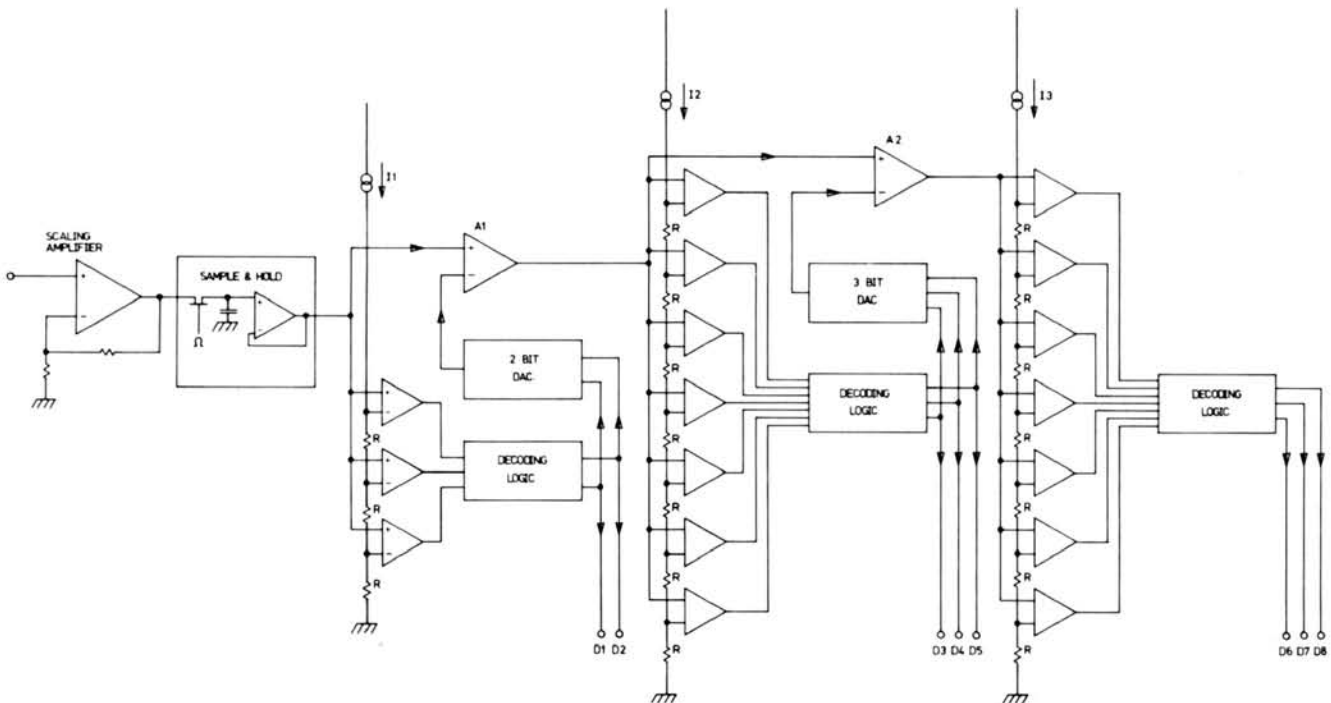 I2
I3
A2
I1
A1
SCALING
AMPLIFIER
SAMPLE & HOLD
Ω
R
R
R
2 BIT
DAC
DECODING
LOGIC
D1 D2
R
R
R
R
R
R
R
3 BIT
DAC
DECODING
LOGIC
D3 D4 D5
R
R
R
R
R
R
R
DECODING
LOGIC
D6 D7 D8